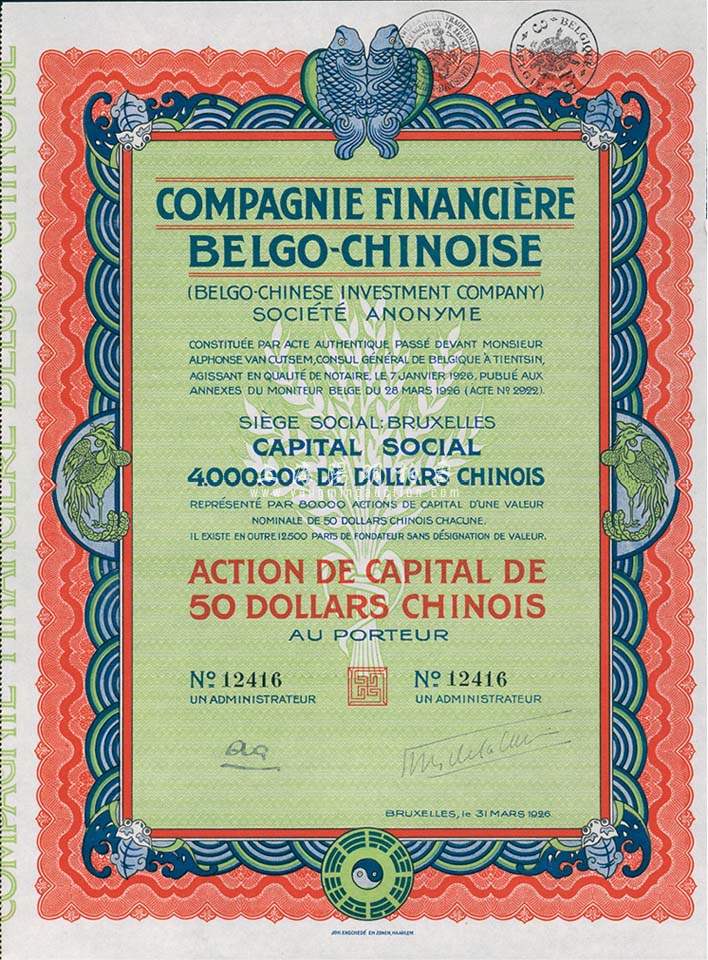 COMPAGNIE FINANCIÈRE
BELGO-CHINOISE
(BELGO-CHINESE INVESTMENT COMPANY)
SOCIÉTÉ ANONYME
CONSTITUÉE PAR ACTE AUTHENTIQUE PASSÉ DEVANT MONSIEUR
ALPHONSE VAN CUTSEM, CONSUL GÉNÉRAL DE BELGIQUE À TIENTSIN,
AGISSANT EN QUALITÉ DE NOTAIRE, LE 7 JANVIER 1926, PUBLIÉ AUX
ANNEXES DU MONITEUR BELGE DU 28 MARS 1926 (ACTE Nº 2922).
SIÈGE SOCIAL: BRUXELLES
CAPITAL SOCIAL
4.000.000 DE DOLLARS CHINOIS
www.yuanmingauction.com
REPRÉSENTÉ PAR 80.000 ACTIONS DE CAPITAL D'UNE VALEUR
NOMINALE DE 50 DOLLARS CHINOIS CHACUNE.
IL EXISTE EN OUTRE 12.500 PARTS DE FONDATEUR SANS DÉSIGNATION DE VALEUR.
ACTION DE CAPITAL DE
50 DOLLARS CHINOIS
AU PORTEUR
Nº 12416
UN ADMINISTRATEUR
Nº 12416
UN ADMINISTRATEUR
BRUXELLES, le 31 MARS 1926
JOH. ENSCHEDÉ EN ZONEN, HAARLEM
COMPAGNIE FINANCIÈRE BELGO-CHINOISE
BELGIQUE